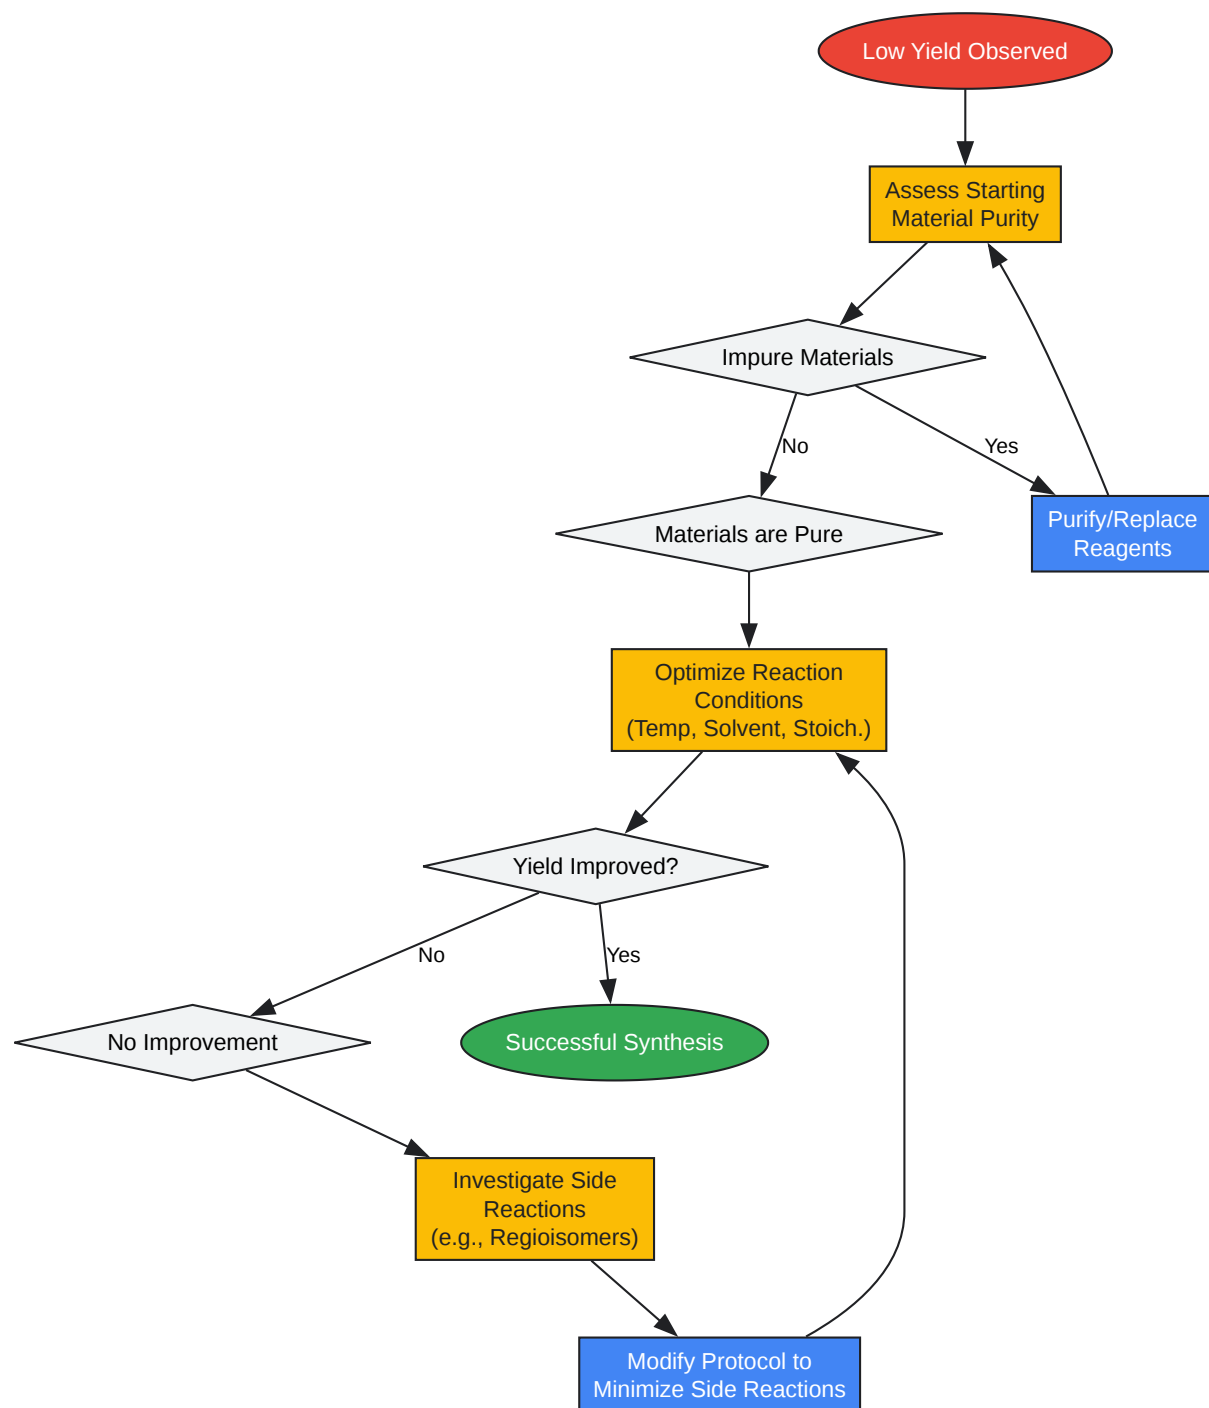 Low Yield Observed
Assess Starting
Material Purity
Impure Materials
No
Yes
Materials are Pure
Purify/Replace
Reagents
Optimize Reaction
Conditions
(Temp, Solvent, Stoich.)
Yield Improved?
No
Yes
No Improvement
Successful Synthesis
Investigate Side
Reactions
(e.g., Regioisomers)
Modify Protocol to
Minimize Side Reactions